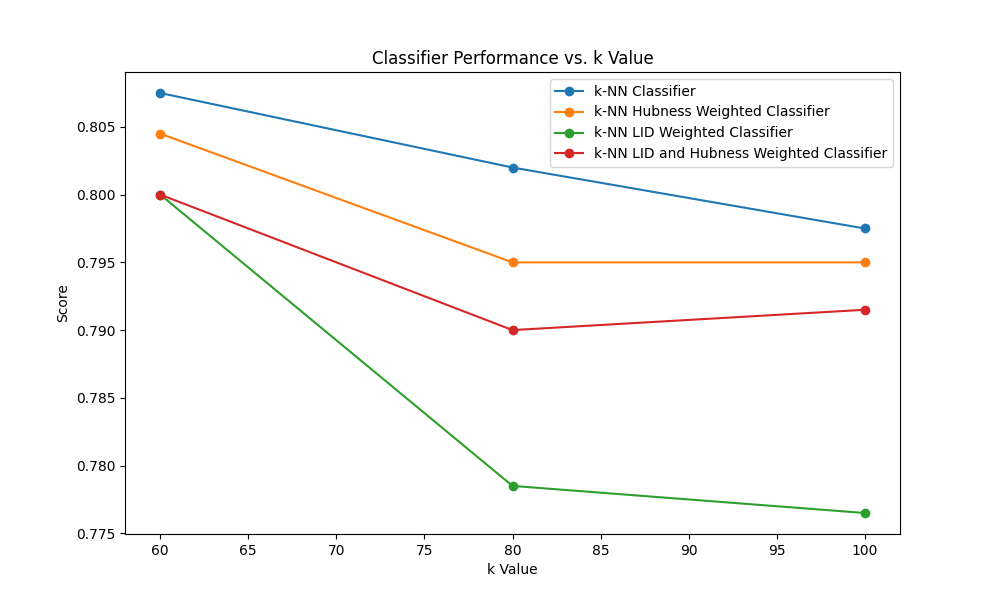 Classifier Performance vs. k Value
k-NN Classifier
k-NN Hubness Weighted Classifier
k-NN LID Weighted Classifier
k-NN LID and Hubness Weighted Classifier
0.805
0.800
0.795
0.790
0.785
0.780
0.775
Score
60 65 70 75 80 85 90 95 100
k Value